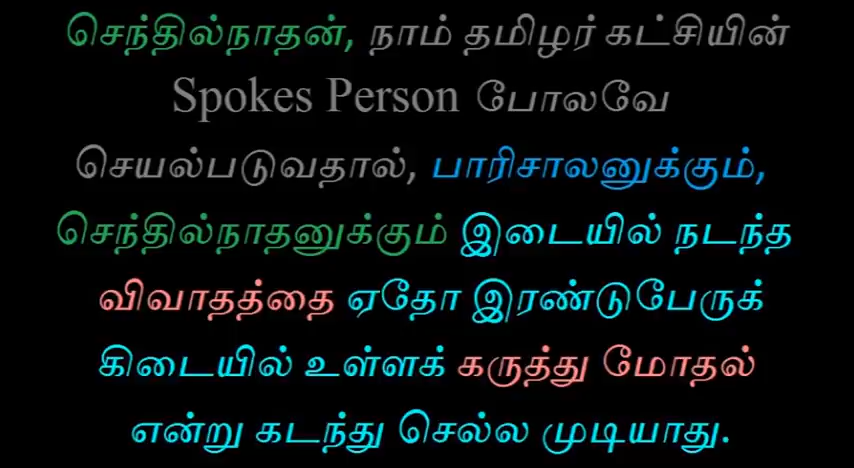 செந்தில்நாதன், நாம் தமிழர் கட்சியின்
Spokes Person போலவே
செயல்படுவதால், பாரிசாலனுக்கும்,
செந்தில்நாதனுக்கும் இடையில் நடந்த
விவாதத்தை ஏதோ இரண்டுபேருக்
கிடையில் உள்ளக் கருத்து மோதல்
என்று கடந்து செல்ல முடியாது.